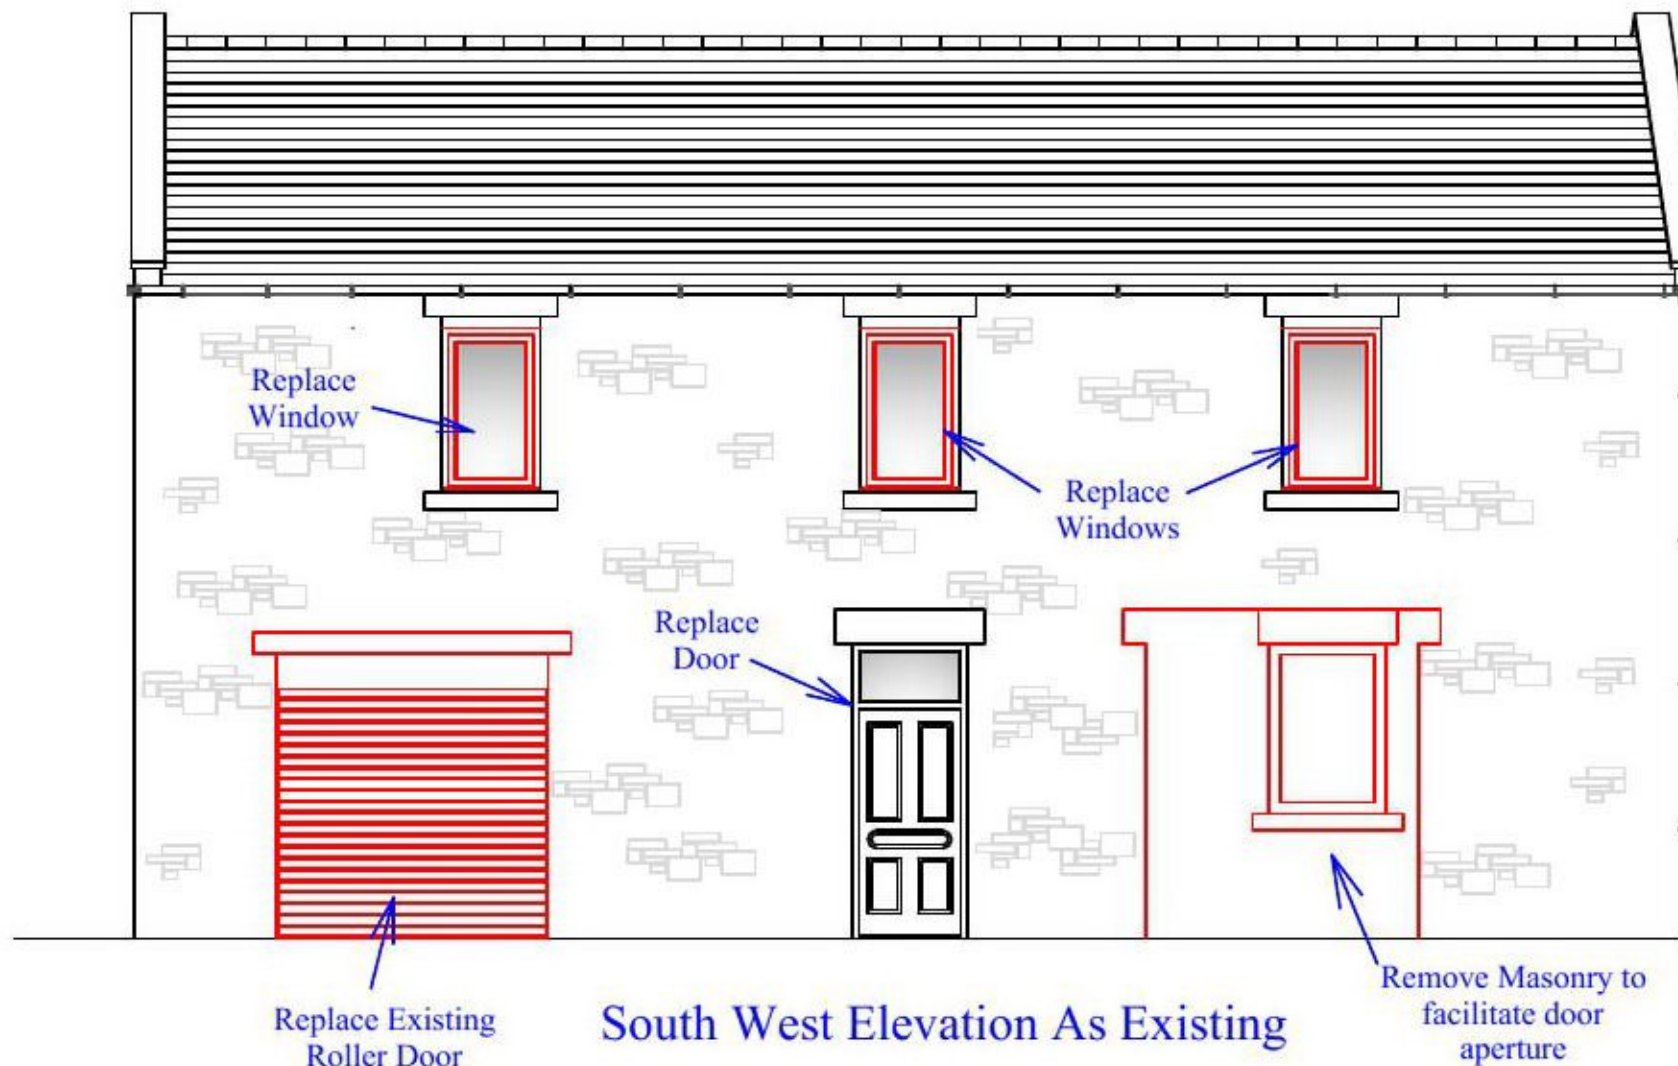 Replace
Window
Replace
Windows
Replace
Door
Replace Existing
Roller Door
South West Elevation As Existing
Remove Masonry to
facilitate door
aperture